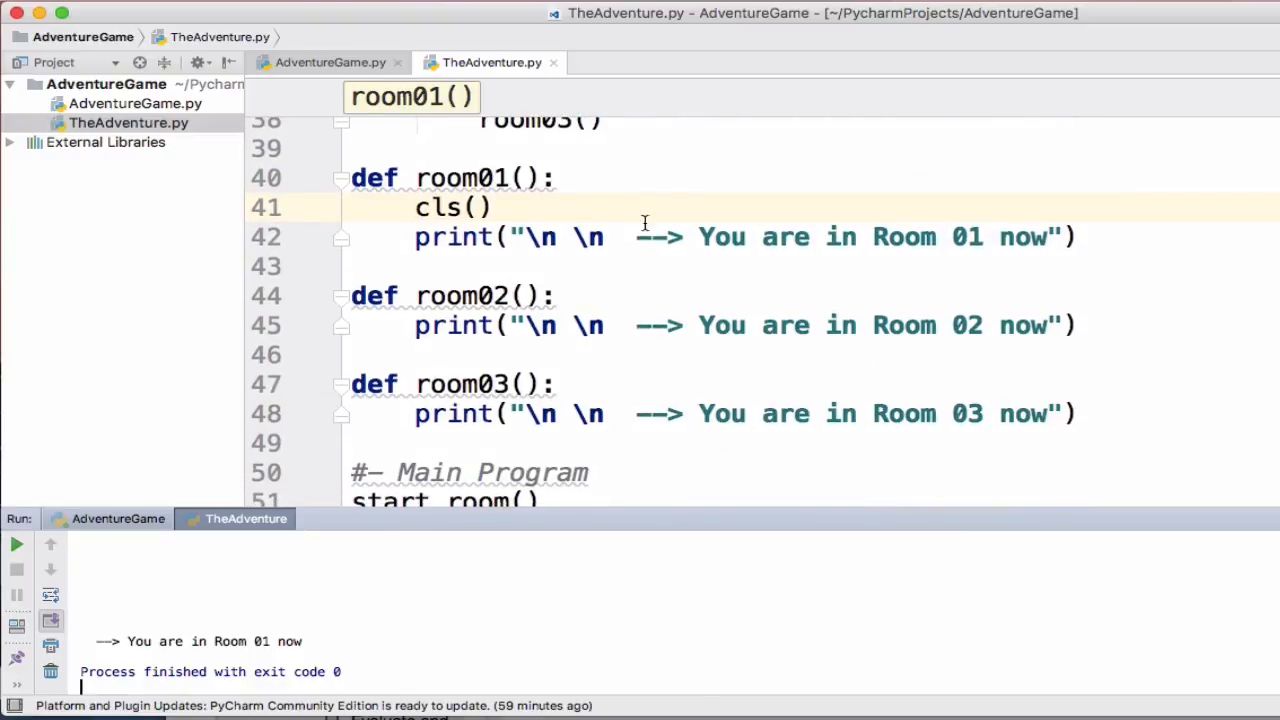 TheAdventure.py - AdventureGame - [~/PycharmProjects/AdventureGame]
AdventureGame TheAdventure.py
Project AdventureGame.py TheAdventure.py
AdventureGame ~/Pycharm
AdventureGame.py
TheAdventure.py
External Libraries
room01()
38 room03()
39
40 def room01():
41 cls()
42 print("\n \n --> You are in Room 01 now")
43
44 def room02():
45 print("\n \n --> You are in Room 02 now")
46
47 def room03():
48 print("\n \n --> You are in Room 03 now")
49
50 #- Main Program
51 start_room()
Run: AdventureGame TheAdventure
--> You are in Room 01 now
Process finished with exit code 0
Platform and Plugin Updates: PyCharm Community Edition is ready to update. (59 minutes ago)
Evaluate and